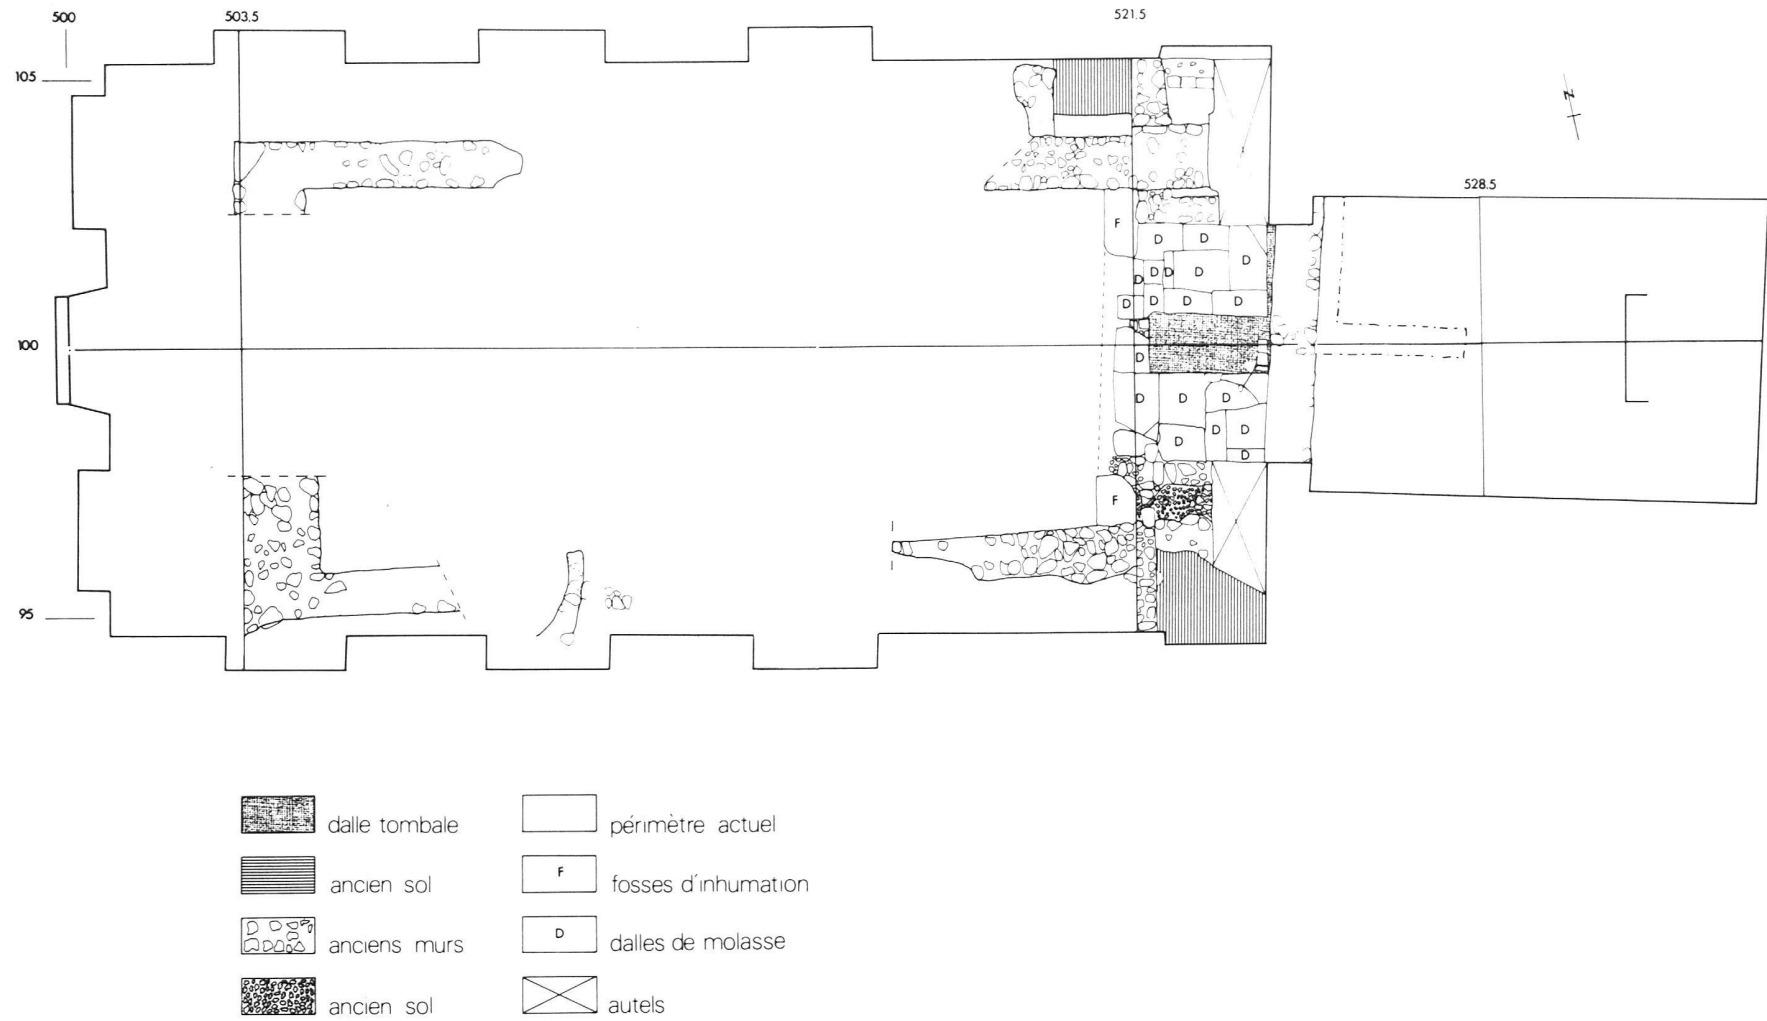 500
503.5
521.5
105
N
528.5
F
D D
D
D D D D
D D D D
100
D
D D D
D D D
D
D
F
95
dalle tombale
périmètre actuel
ancien sol
F
fosses d'inhumation
anciens murs
D
dalles de molasse
ancien sol
autels